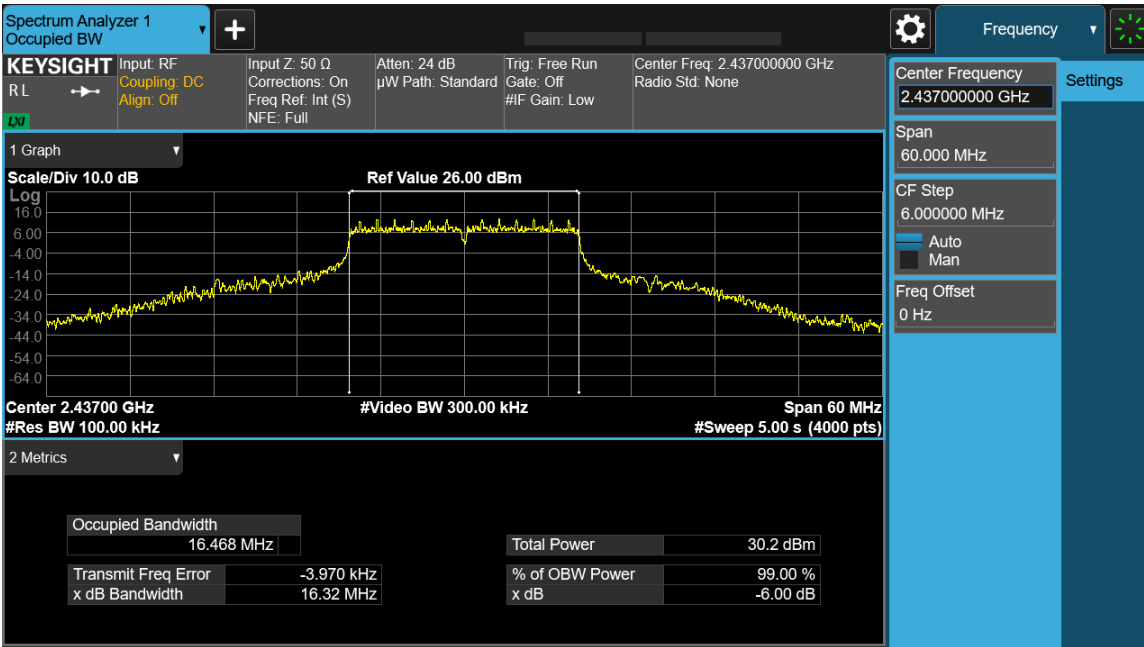 Spectrum Analyzer 1
Occupied BW
+
Frequency
KEYSIGHT
RL
LXI
Input: RF
Coupling: DC
Align: Off
Input Z: 50 Ω
Corrections: On
Freq Ref: Int (S)
NFE: Full
Atten: 24 dB
µW Path: Standard
Trig: Free Run
Gate: Off
#IF Gain: Low
Center Freq: 2.437000000 GHz
Radio Std: None
Center Frequency
2.437000000 GHz
Settings
Span
60.000 MHz
CF Step
6.000000 MHz
Auto
Man
Freq Offset
0 Hz
1 Graph
Scale/Div 10.0 dB
Ref Value 26.00 dBm
Log
16.0
6.00
-4.00
-14.0
-24.0
-34.0
-44.0
-54.0
-64.0
Center 2.43700 GHz
#Video BW 300.00 kHz
Span 60 MHz
#Res BW 100.00 kHz
#Sweep 5.00 s (4000 pts)
2 Metrics
Occupied Bandwidth
16.468 MHz
Total Power 30.2 dBm
Transmit Freq Error -3.970 kHz
% of OBW Power 99.00 %
x dB Bandwidth 16.32 MHz
x dB -6.00 dB